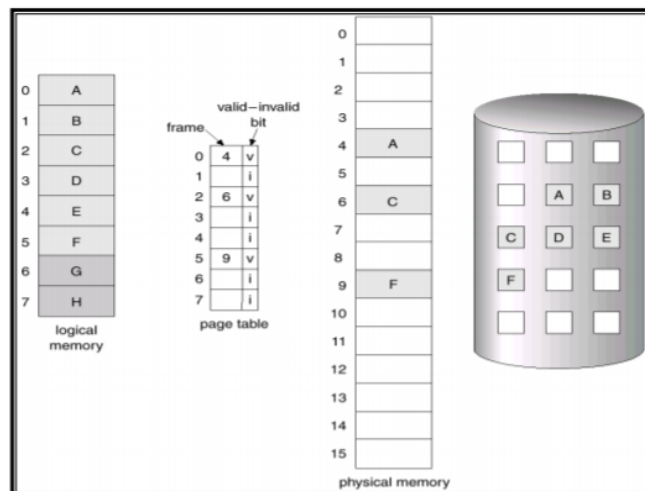 0 A
1 B
2 C
3 D
4 E
5 F
6 G
7 H
logical
memory
valid–invalid
bit
frame
0 4 v
1 i
2 6 v
3 i
4 i
5 9 v
6 i
7 i
page table
0
1
2
3
4 A
5
6 C
7
8
9 F
10
11
12
13
14
15
physical memory
A B
C D E
F